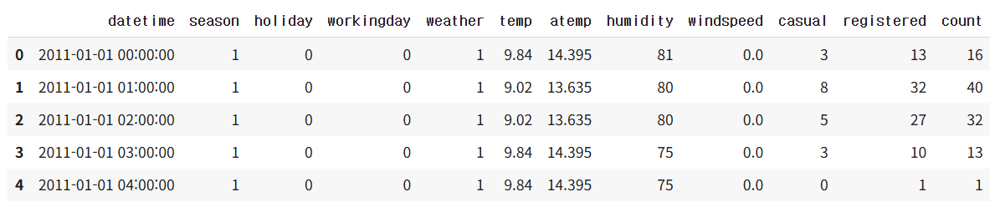 datetime season holiday workingday weather temp atemp humidity windspeed casual registered count
0 2011-01-01 00:00:00 1 0 0 1 9.84 14.395 81 0.0 3 13 16
1 2011-01-01 01:00:00 1 0 0 1 9.02 13.635 80 0.0 8 32 40
2 2011-01-01 02:00:00 1 0 0 1 9.02 13.635 80 0.0 5 27 32
3 2011-01-01 03:00:00 1 0 0 1 9.84 14.395 75 0.0 3 10 13
4 2011-01-01 04:00:00 1 0 0 1 9.84 14.395 75 0.0 0 1 1